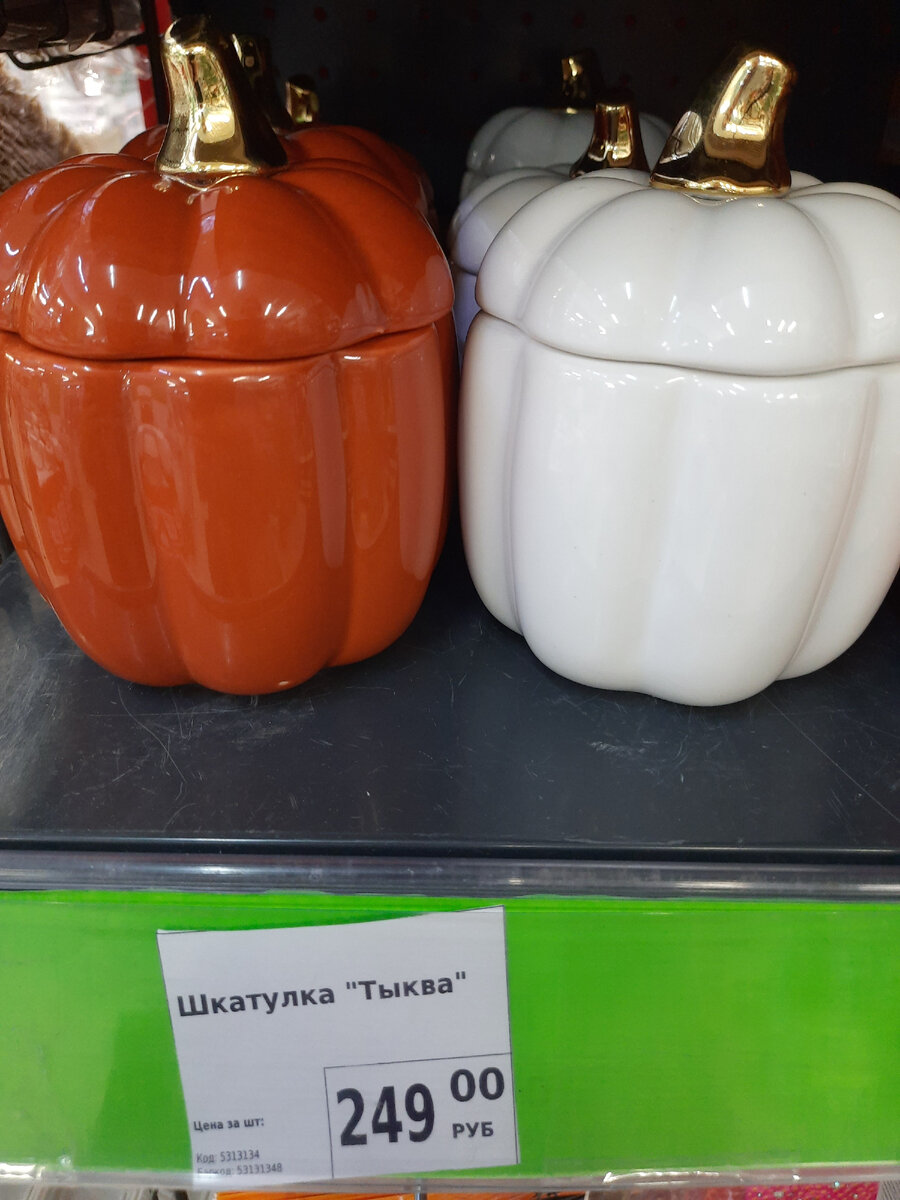 Шкатулка "Тыква"
249 00
РУБ
Цена за шт:
Код: 5313134
Баркод: 53131348